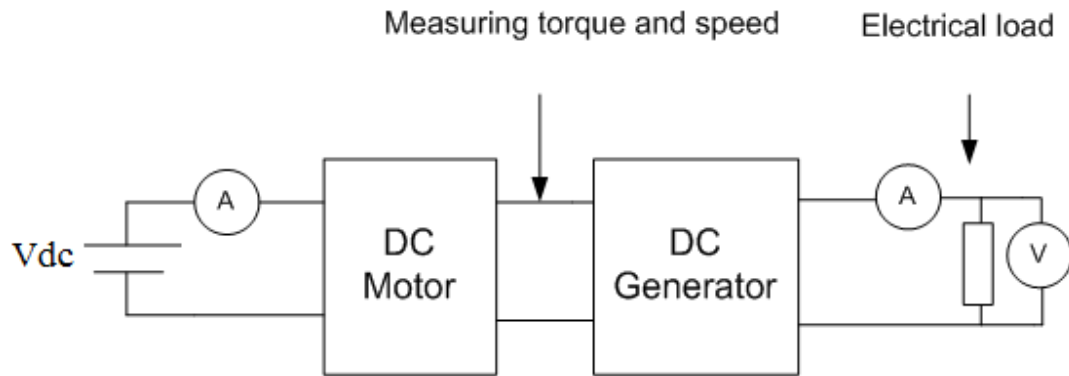 Measuring torque and speed
Electrical load
A
A
Vdc
DC
Motor
DC
Generator
V